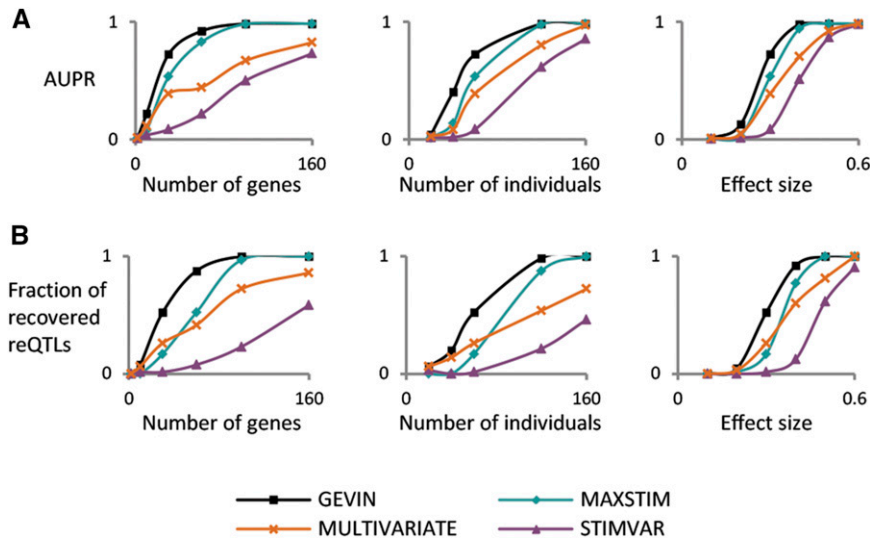 A
AUPR
1
0
0
160
Number of genes
1
0
0
160
Number of individuals
1
0
0
0.6
Effect size
B
Fraction of
recovered
reQTLs
1
0
0
160
Number of genes
1
0
0
160
Number of individuals
1
0
0
0.6
Effect size
GEVIN
MAXSTIM
MULTIVARIATE
STIMVAR